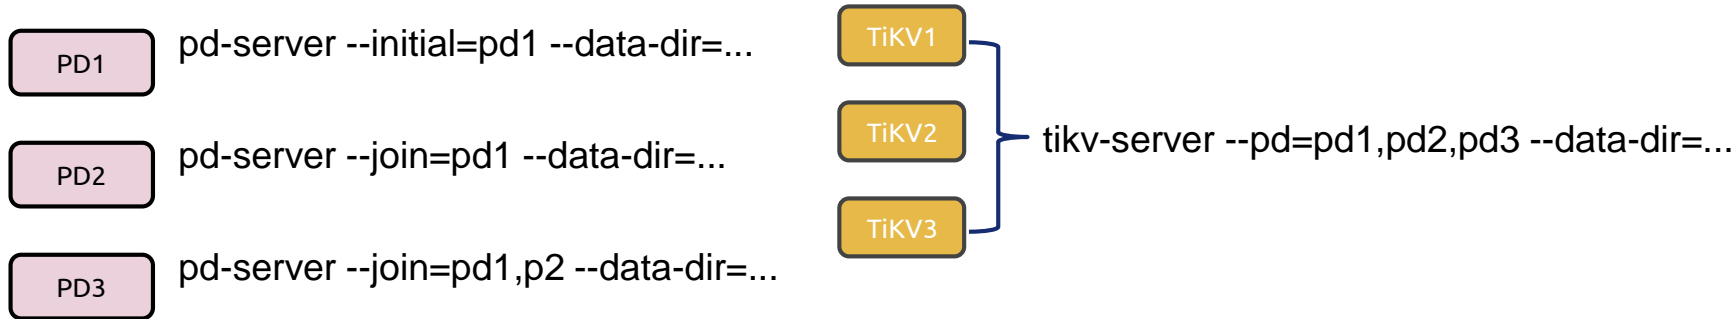 PD1
pd-server --initial=pd1 --data-dir=...
PD2
pd-server --join=pd1 --data-dir=...
PD3
pd-server --join=pd1,p2 --data-dir=...
TiKV1
TiKV2
TiKV3
tikv-server --pd=pd1,pd2,pd3 --data-dir=...